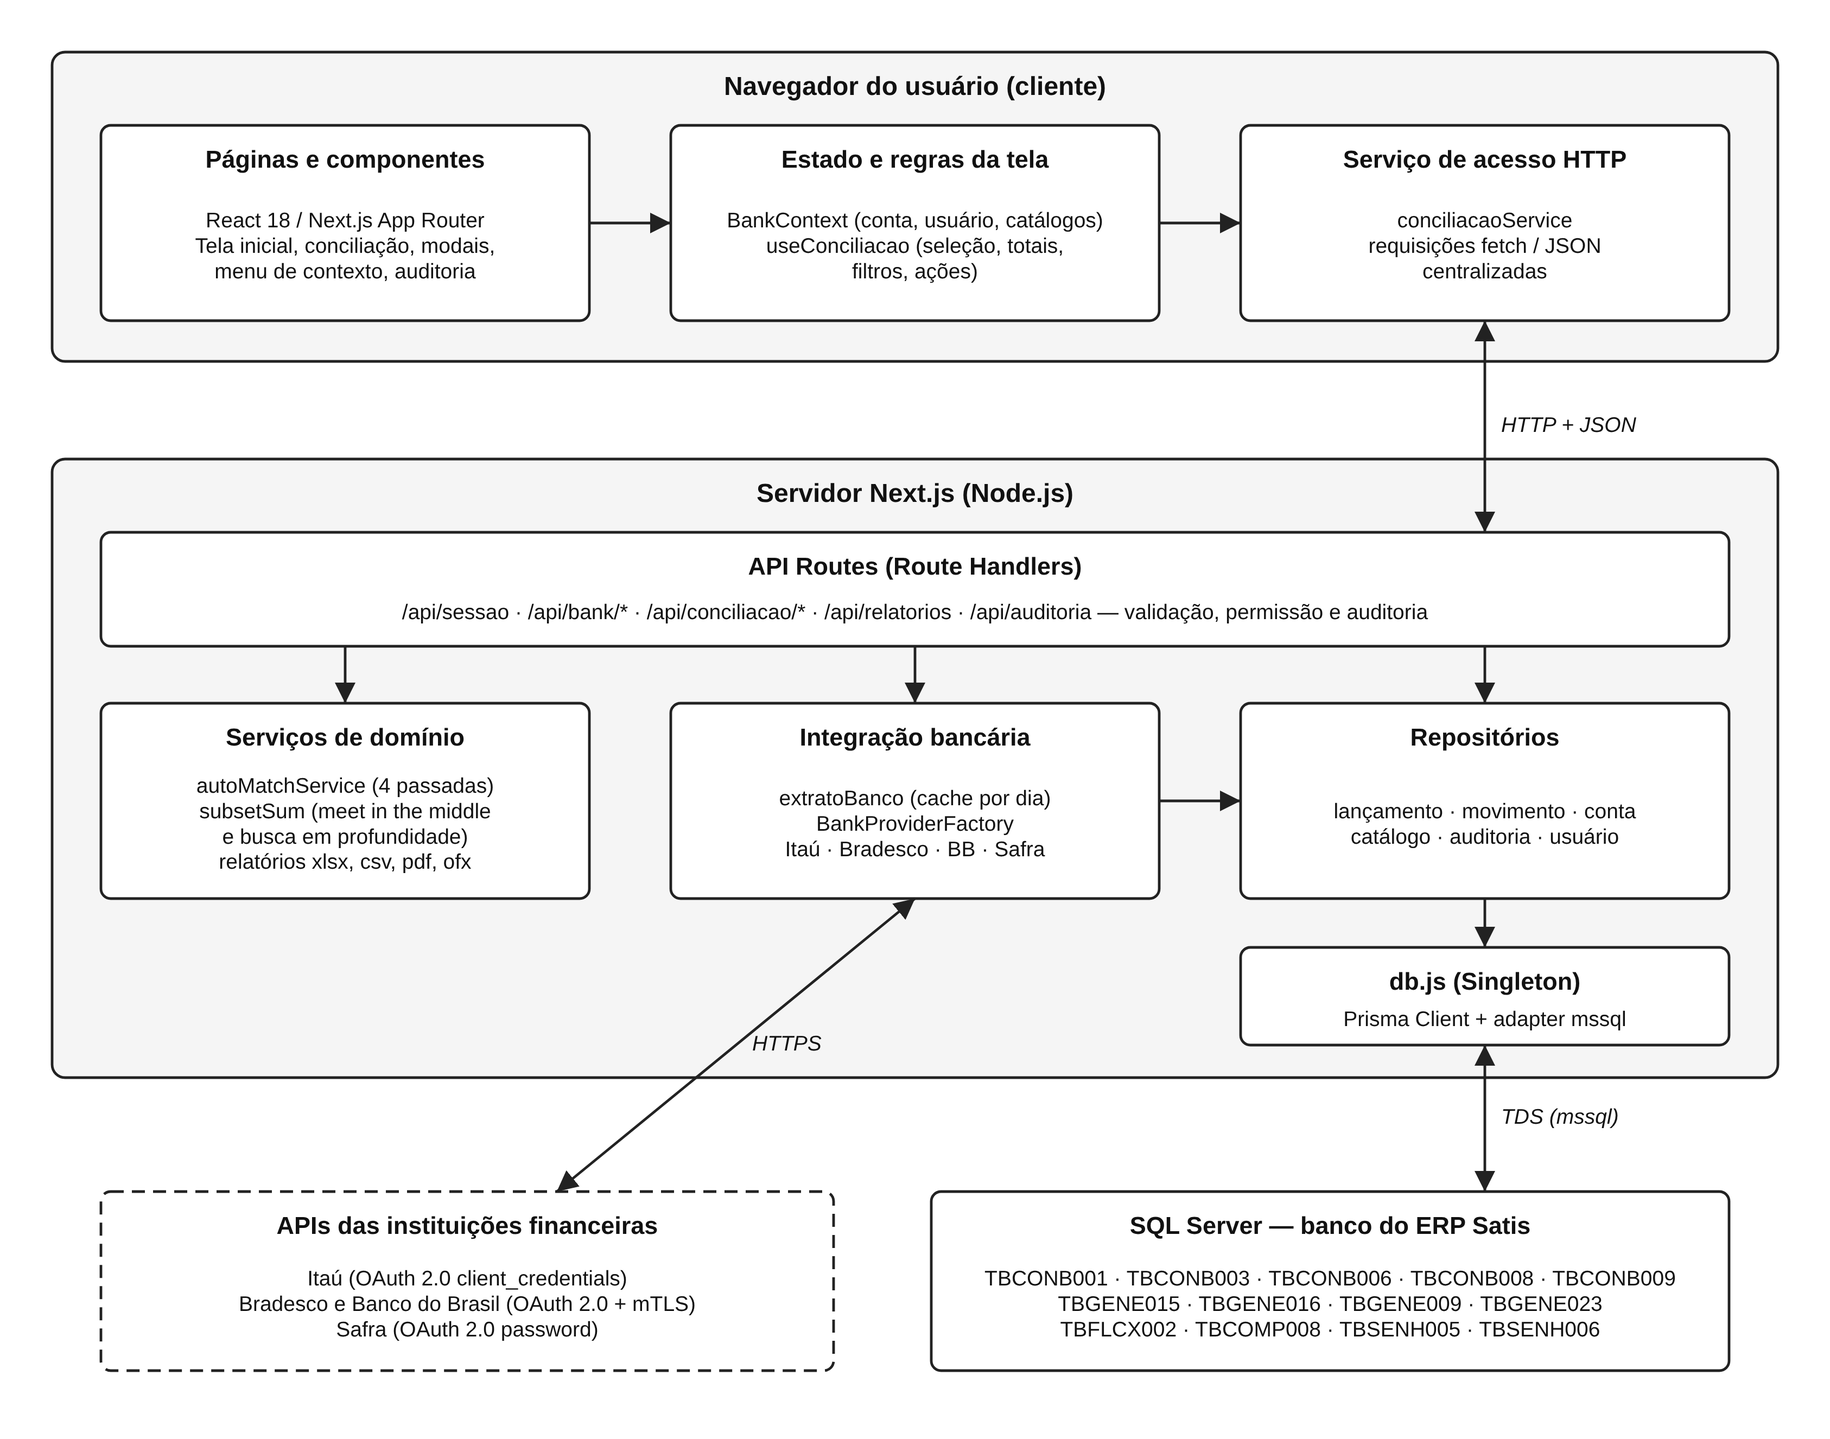 Navegador do usuário (cliente)
Páginas e componentes
React 18 / Next.js App Router
Tela inicial, conciliação, modais,
menu de contexto, auditoria
Estado e regras da tela
BankContext (conta, usuário, catálogos)
useConciliacao (seleção, totais,
filtros, ações)
Serviço de acesso HTTP
conciliacaoService
requisições fetch / JSON
centralizadas
HTTP + JSON
Servidor Next.js (Node.js)
API Routes (Route Handlers)
/api/sessao · /api/bank/* · /api/conciliacao/* · /api/relatorios · /api/auditoria — validação, permissão e auditoria
Serviços de domínio
autoMatchService (4 passadas)
subsetSum (meet in the middle
e busca em profundidade)
relatórios xlsx, csv, pdf, ofx
Integração bancária
extratoBanco (cache por dia)
BankProviderFactory
Itaú · Bradesco · BB · Safra
Repositórios
lançamento · movimento · conta
catálogo · auditoria · usuário
db.js (Singleton)
Prisma Client + adapter mssql
HTTPS
TDS (mssql)
APIs das instituições financeiras
Itaú (OAuth 2.0 client_credentials)
Bradesco e Banco do Brasil (OAuth 2.0 + mTLS)
Safra (OAuth 2.0 password)
SQL Server — banco do ERP Satis
TBCONB001 · TBCONB003 · TBCONB006 · TBCONB008 · TBCONB009
TBGENE015 · TBGENE016 · TBGENE009 · TBGENE023
TBFLCX002 · TBCOMP008 · TBSENH005 · TBSENH006